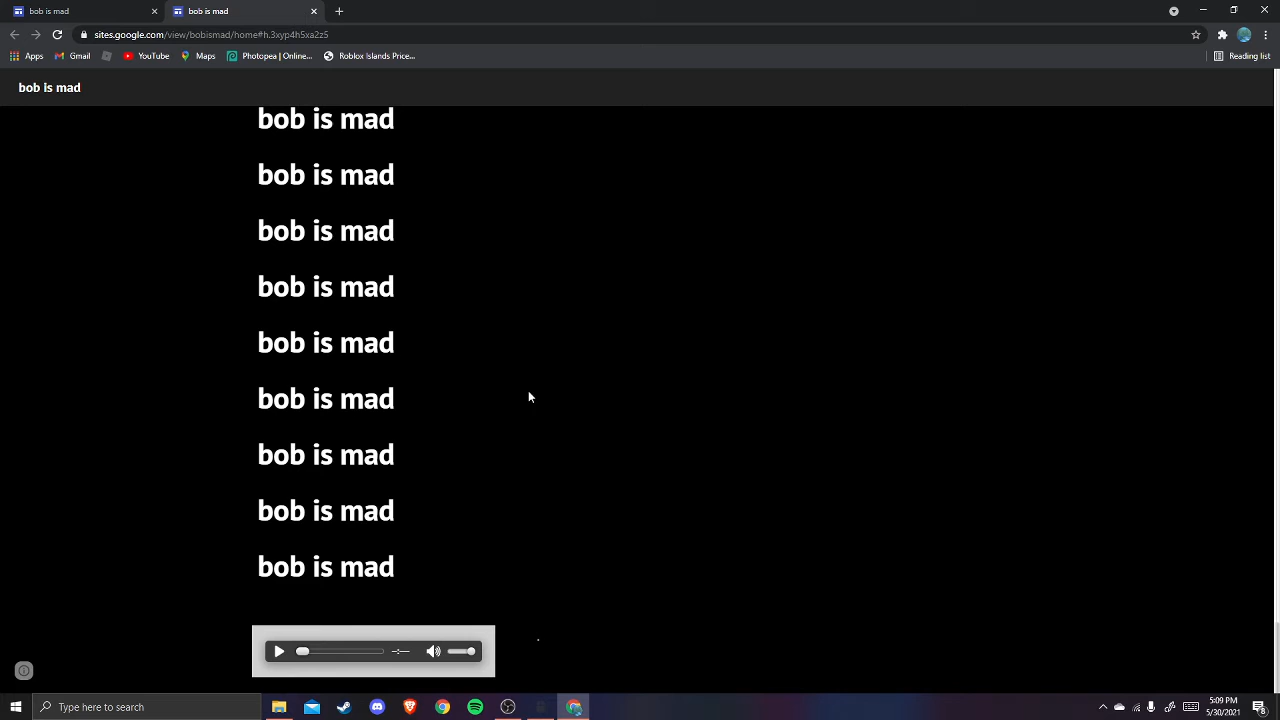 bob is mad
bob is mad
sites.google.com/view/bobismad/home#h.3xyp4h5xa2z5
Apps
Gmail
YouTube
Maps
Photopea | Online...
Roblox Islands Price...
Reading list
bob is mad
bob is mad
bob is mad
bob is mad
bob is mad
bob is mad
bob is mad
bob is mad
bob is mad
bob is mad
-:--
Type here to search
5:09 PM
5/30/2021